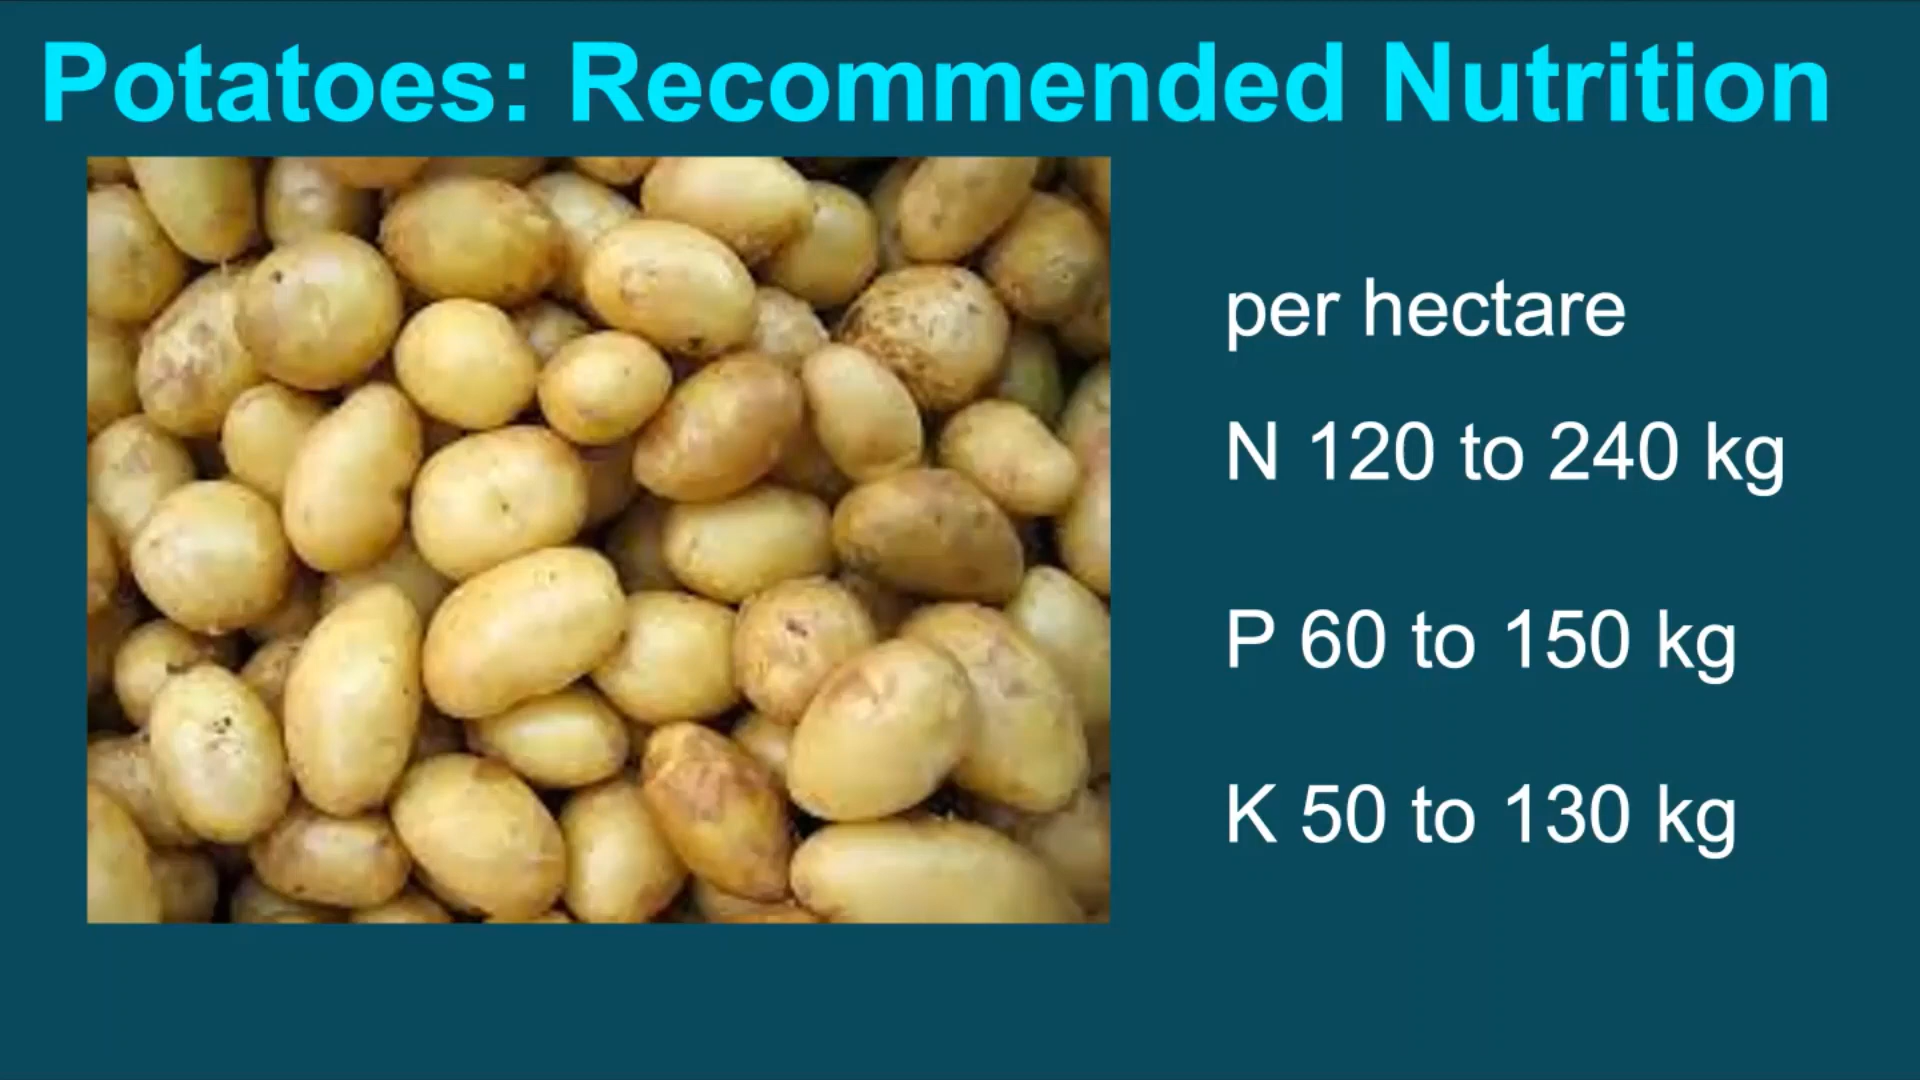 Potatoes: Recommended Nutrition
per hectare
N 120 to 240 kg
P 60 to 150 kg
K 50 to 130 kg